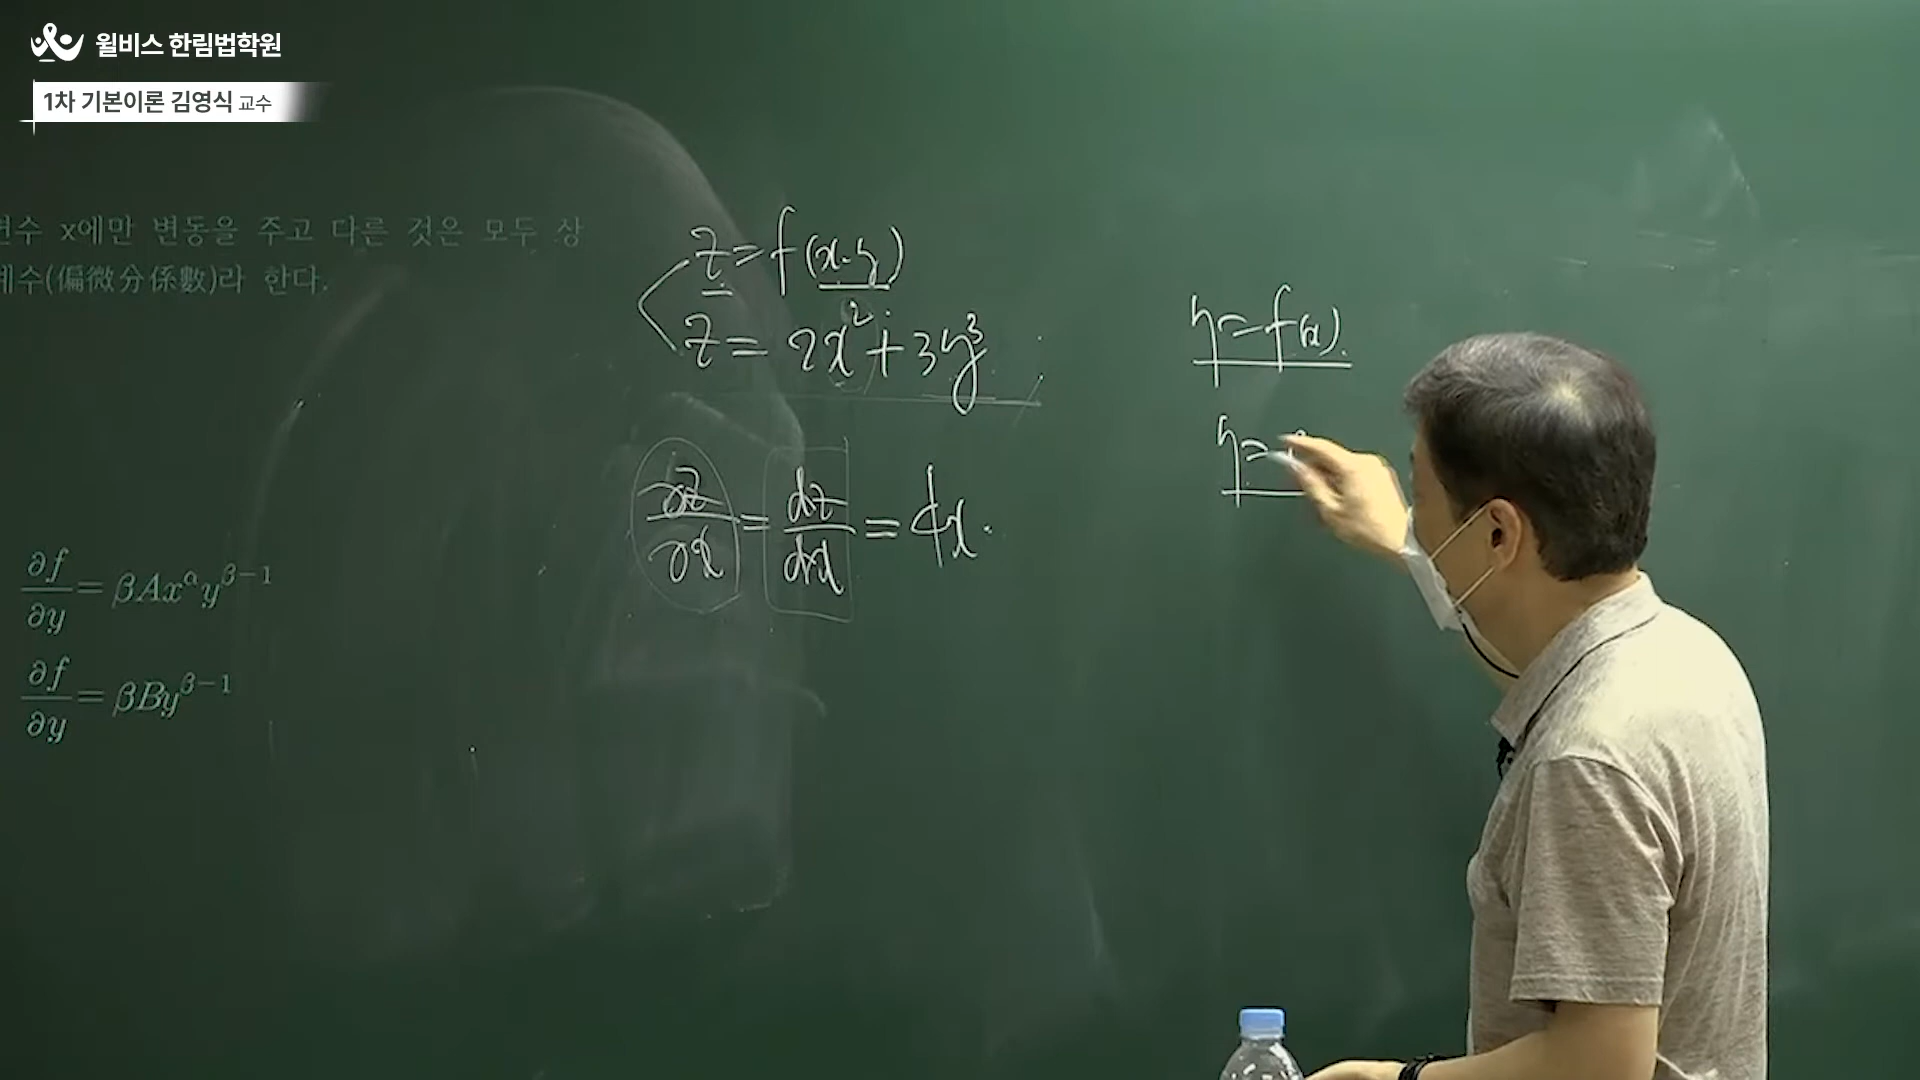 윌비스 한림법학원
1차 기본이론 김영식 교수
변수 x에만 변동을 주고 다른 것은 모두 상
계수(偏微分係數)라 한다.
∂f/∂y = βAx^α y^(β−1)
∂f/∂y = βBy^(β−1)
z = f(x·y)
z = 2x² + 3y³
∂z/∂x = dz/dx = 4x.
y = f(x).
y =